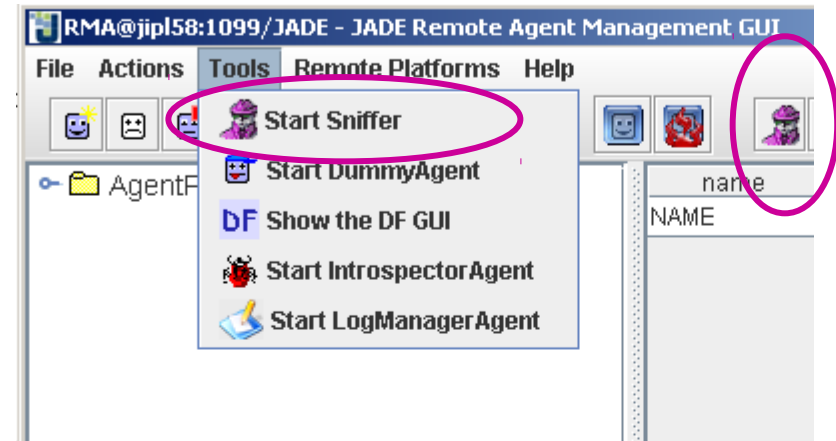 RMA@jipl58:1099/JADE - JADE Remote Agent Management GUI
File Actions Tools Remote Platforms Help
Start Sniffer
Start DummyAgent
DF Show the DF GUI
Start IntrospectorAgent
Start LogManagerAgent
AgentP
name
NAME